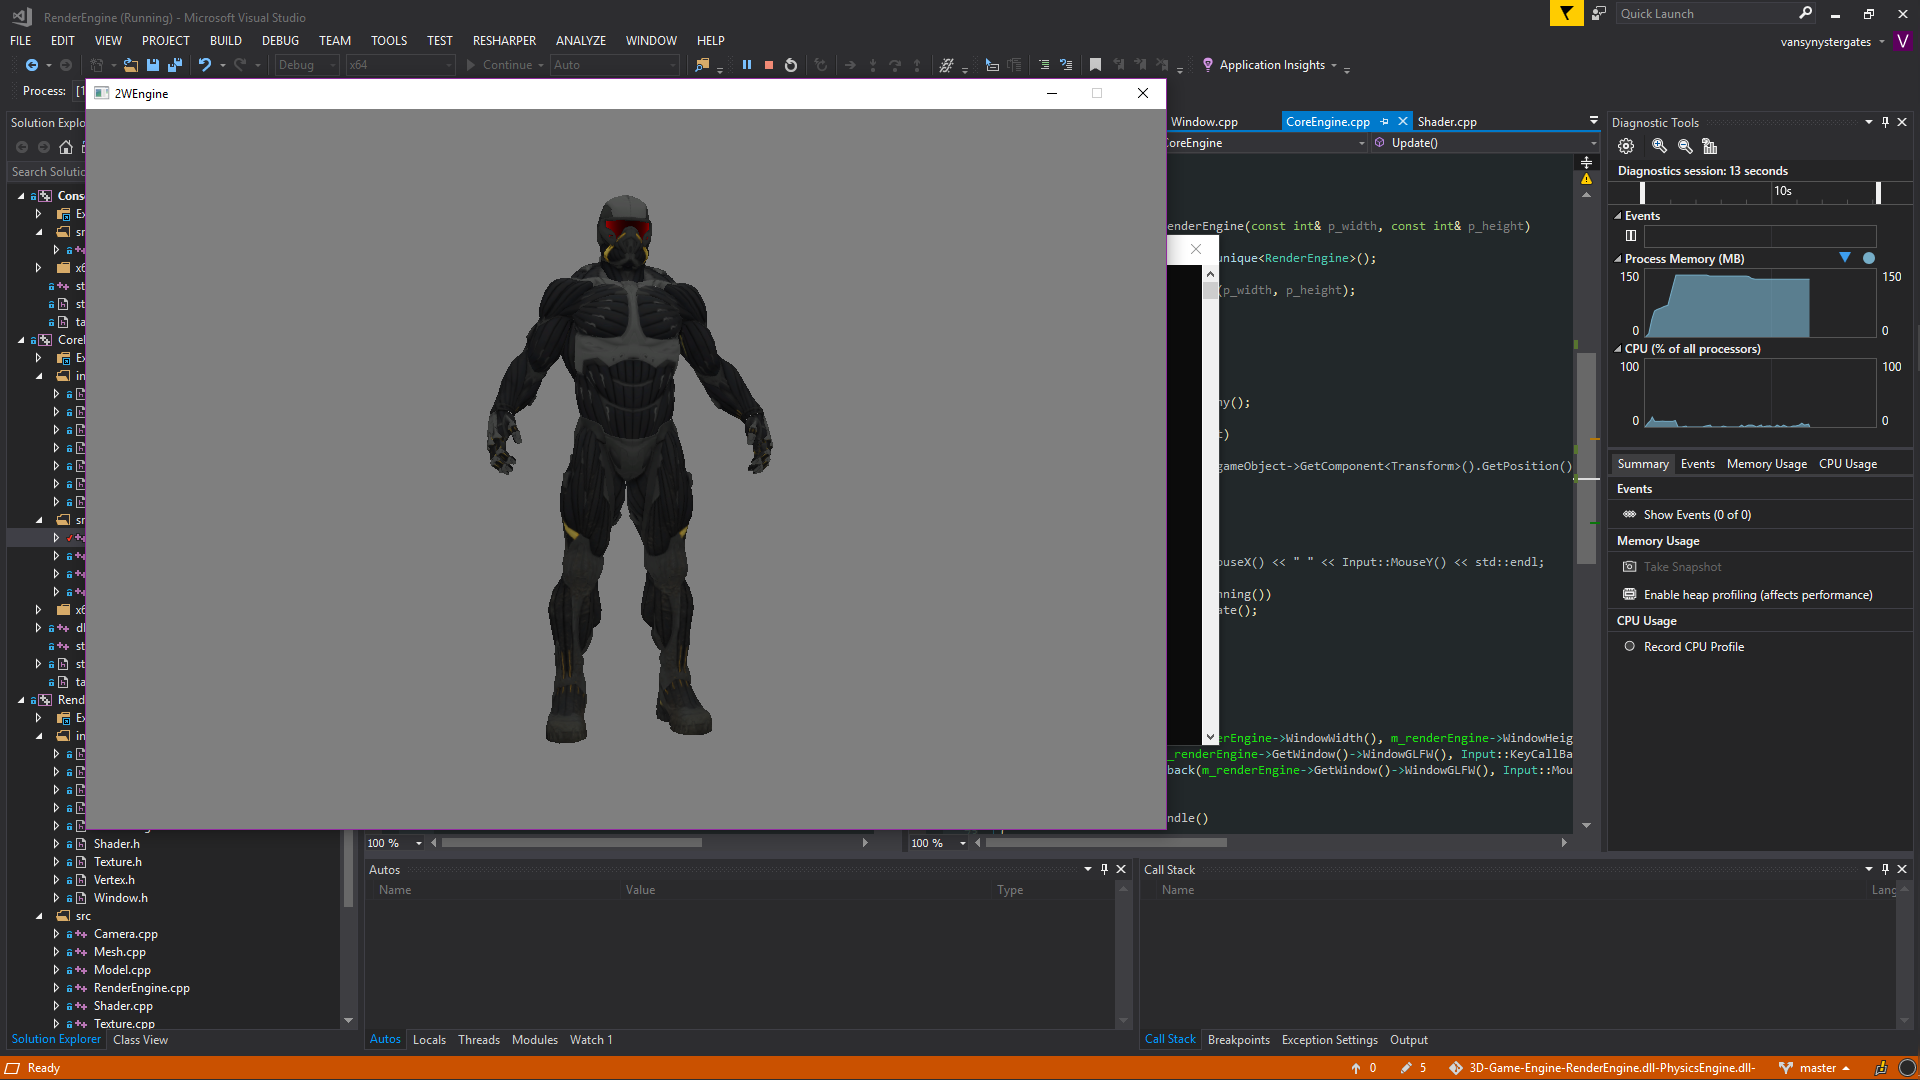 RenderEngine (Running) - Microsoft Visual Studio
Quick Launch
FILE EDIT VIEW PROJECT BUILD DEBUG TEAM TOOLS TEST RESHARPER ANALYZE WINDOW HELP
vansynystergates V
Debug x64 Continue Auto Application Insights
Process:
2WEngine
Solution Explo
Window.cpp CoreEngine.cpp Shader.cpp
Diagnostic Tools
oreEngine Update()
Search Solutic
Diagnostics session: 13 seconds
10s
Events
enderEngine(const int& p_width, const int& p_height)
unique<RenderEngine>();
Process Memory (MB)
150 150
(p_width, p_height);
0 0
CPU (% of all processors)
100 100
ny();
0 0
t)
gameObject->GetComponent<Transform>().GetPosition()
Summary Events Memory Usage CPU Usage
Events
Show Events (0 of 0)
Memory Usage
ouseX() << " " << Input::MouseY() << std::endl;
Take Snapshot
nning())
Enable heap profiling (affects performance)
ate();
CPU Usage
Record CPU Profile
Cons
Ex
sr
x6
st
st
ta
Corel
Ex
in
sr
x6
dl
st
st
ta
Rend
Ex
in
erEngine->WindowWidth(), m_renderEngine->WindowHeig
_renderEngine->GetWindow()->WindowGLFW(), Input::KeyCallBa
back(m_renderEngine->GetWindow()->WindowGLFW(), Input::Mou
ndle()
100 % 100 %
Shader.h
Texture.h
Vertex.h
Window.h
src
Camera.cpp
Mesh.cpp
Model.cpp
RenderEngine.cpp
Shader.cpp
Texture.cpp
Autos
Name Value Type
Call Stack
Name Lang
Solution Explorer Class View
Autos Locals Threads Modules Watch 1
Call Stack Breakpoints Exception Settings Output
Ready
0 5 3D-Game-Engine-RenderEngine.dll-PhysicsEngine.dll- master